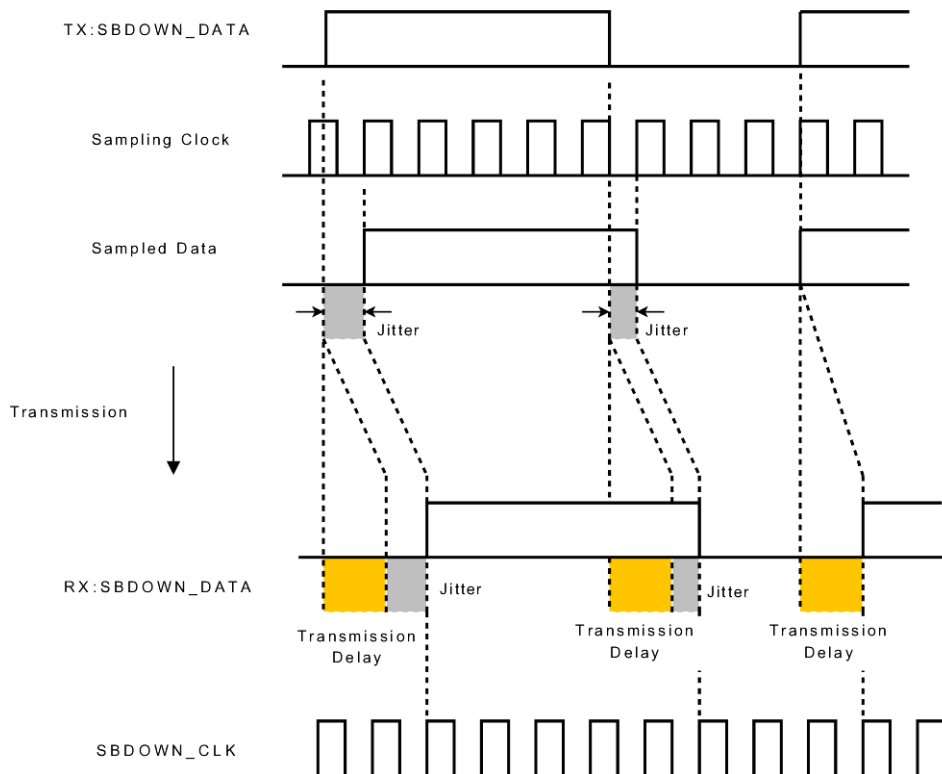 TX:SBDOWN_DATA
Sampling Clock
Sampled Data
Jitter
Jitter
Transmission
RX:SBDOWN_DATA
Jitter
Jitter
Transmission
Delay
Transmission
Delay
Transmission
Delay
SBDOWN_CLK